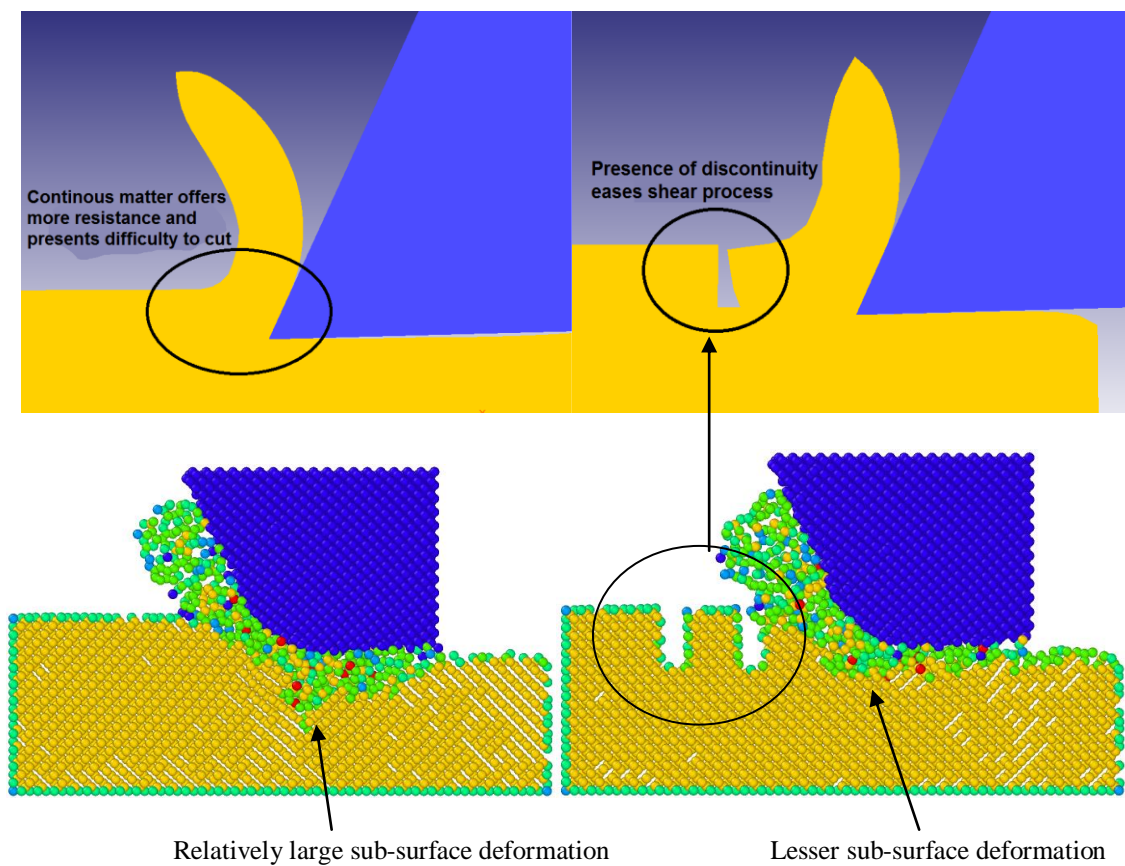 Continous matter offers
more resistance and
presents difficulty to cut
Presence of discontinuity
eases shear process
Relatively large sub-surface deformation
Lesser sub-surface deformation